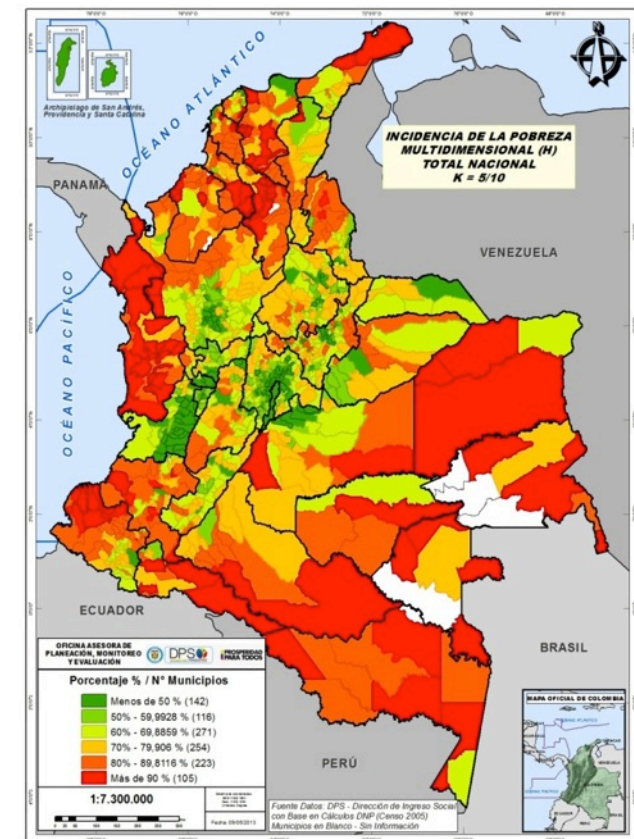 Archipielago de San Andrés,
Providencia y Santa Catalina
OCÉANO ATLÁNTICO
INCIDENCIA DE LA POBREZA
MULTIDIMENSIONAL (H)
TOTAL NACIONAL
K = 5/10
PANAMÁ
VENEZUELA
OCÉANO PACÍFICO
ECUADOR
BRASIL
PERÚ
OFICINA ASESORA DE
PLANEACIÓN, MONITOREO
Y EVALUACIÓN
DPS
PROSPERIDAD
PARA TODOS
Porcentaje % / N° Municipios
Menos de 50 % (142)
50% - 59,9928 % (116)
60% - 69,8859 % (271)
70% - 79,906 % (254)
80% - 89,8116 % (223)
Más de 90 % (105)
1:7.300.000
Fuente Datos: DPS - Dirección de Ingreso Social
con Base en Cálculos DNP (Censo 2005)
Municipios en Blanco - Sin Información
MAPA OFICIAL DE COLOMBIA